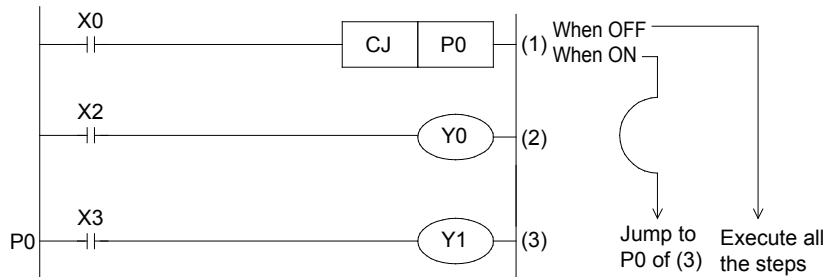 X0
CJ P0 (1) When OFF
When ON
X2
Y0 (2)
X3
P0 Y1 (3)
Jump to
P0 of (3)
Execute all
the steps